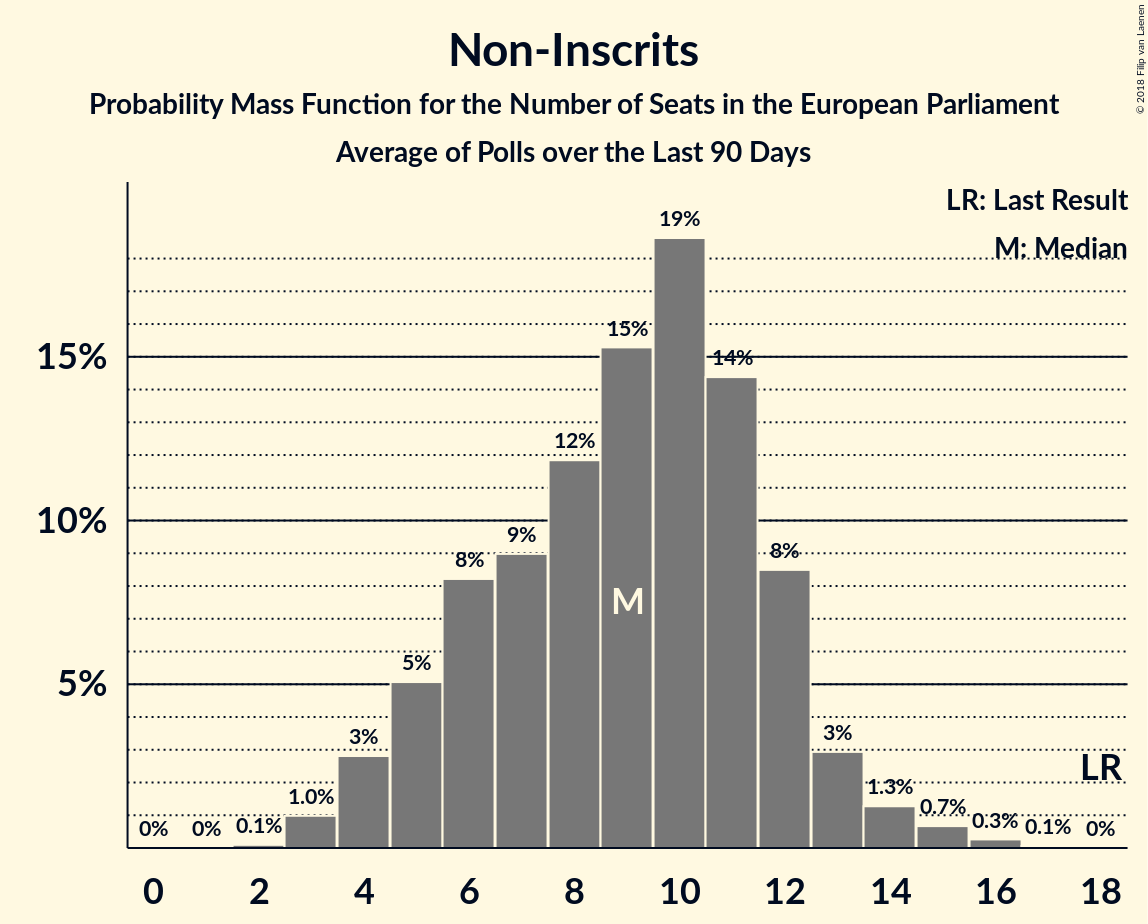 Non-Inscrits
Probability Mass Function for the Number of Seats in the European Parliament
Average of Polls over the Last 90 Days
© 2018 Filip van Laenen
LR: Last Result
M: Median
19%
15%
14%
15%
12%
10%
9%
8%
8%
M
5%
5%
3%
3%
LR
1.0%
1.3%
0%
0%
0.1%
0.7%
0.3%
0.1%
0%
0 2 4 6 8 10 12 14 16 18